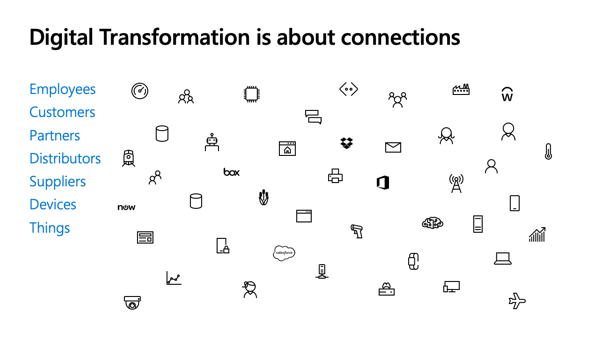 Digital Transformation is about connections
Employees
Customers
Partners
Distributors
Suppliers
Devices
Things
W
box
now
salesforce